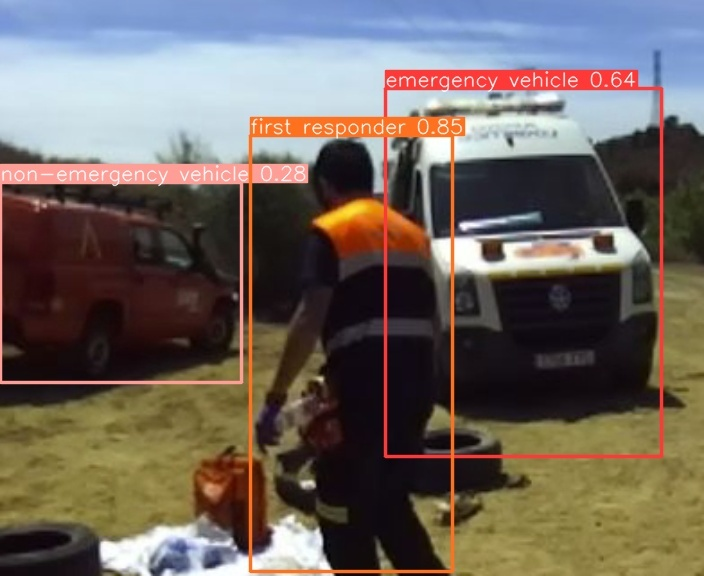 emergency vehicle 0.64
first responder 0.85
non-emergency vehicle 0.28